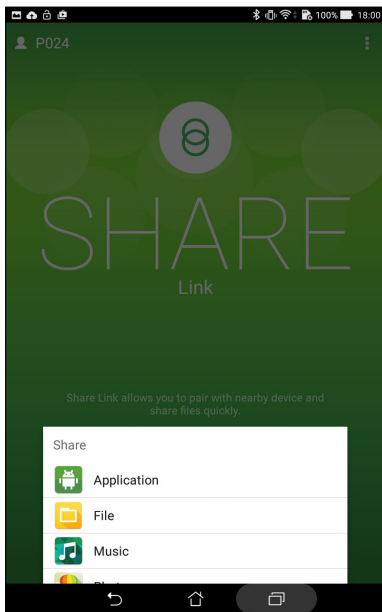 100% 18:00
P024
SHARE
Link
Share Link allows you to pair with nearby device and
share files quickly.
Share
Application
File
Music